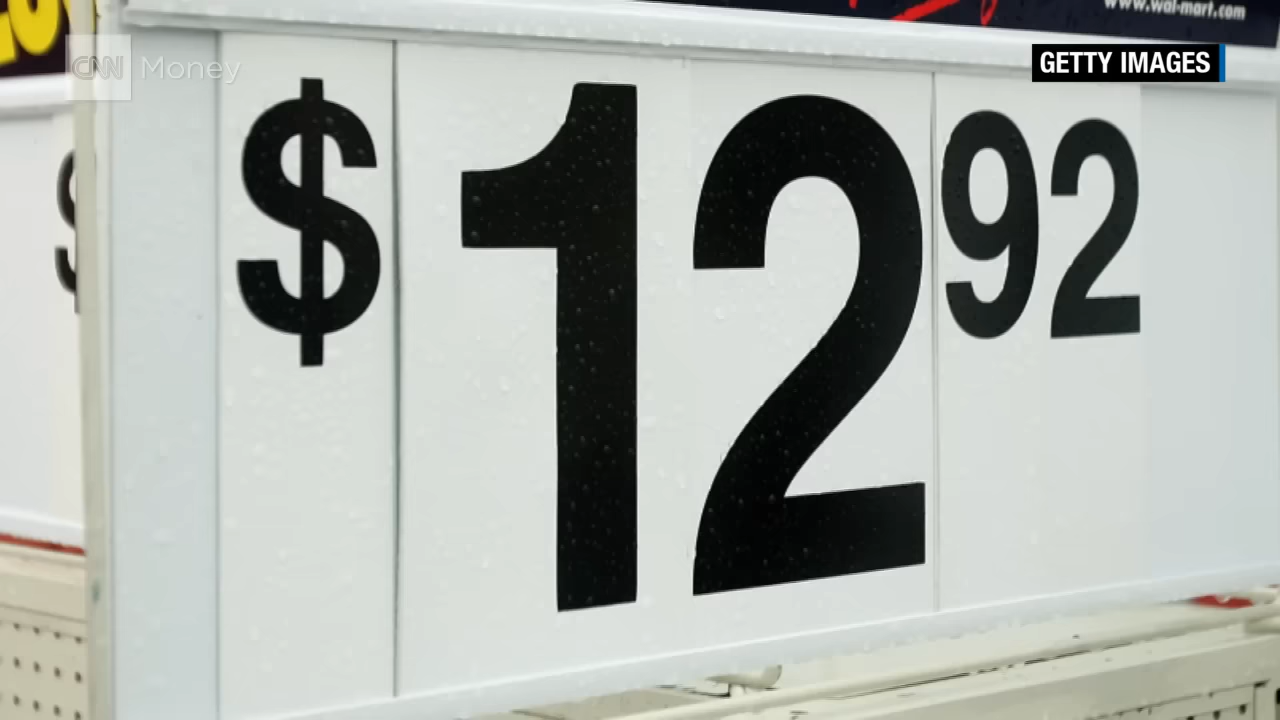 www.wal-mart.com
GETTY IMAGES
CNN Money
$ 12 92
$